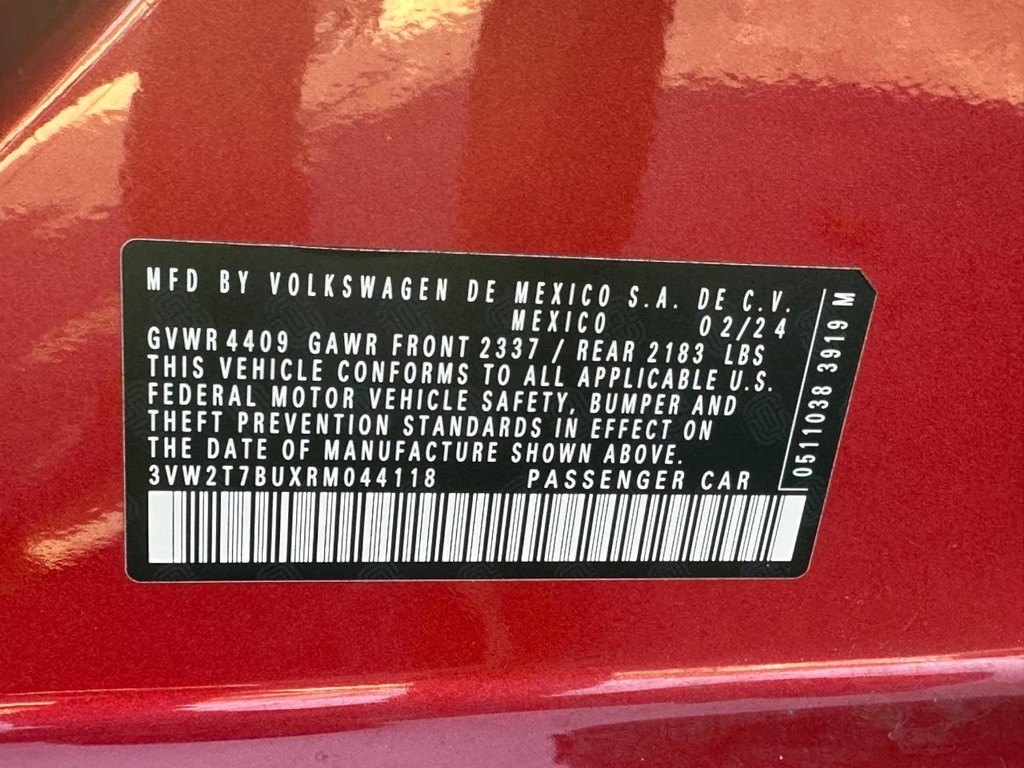 MFD BY VOLKSWAGEN DE MEXICO S.A. DE C.V.
MEXICO 02/24
GVWR 4409 GAWR FRONT 2337 / REAR 2183 LBS
THIS VEHICLE CONFORMS TO ALL APPLICABLE U.S.
FEDERAL MOTOR VEHICLE SAFETY, BUMPER AND
THEFT PREVENTION STANDARDS IN EFFECT ON
THE DATE OF MANUFACTURE SHOWN ABOVE.
3VW2T7BUXRM044118 PASSENGER CAR
0511038 3919 M